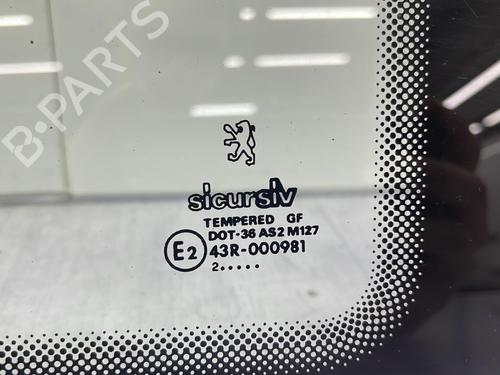 B-PARTS
sicursiv
TEMPERED GF
DOT-36 AS2 M127
E2 43R-000981
2.....